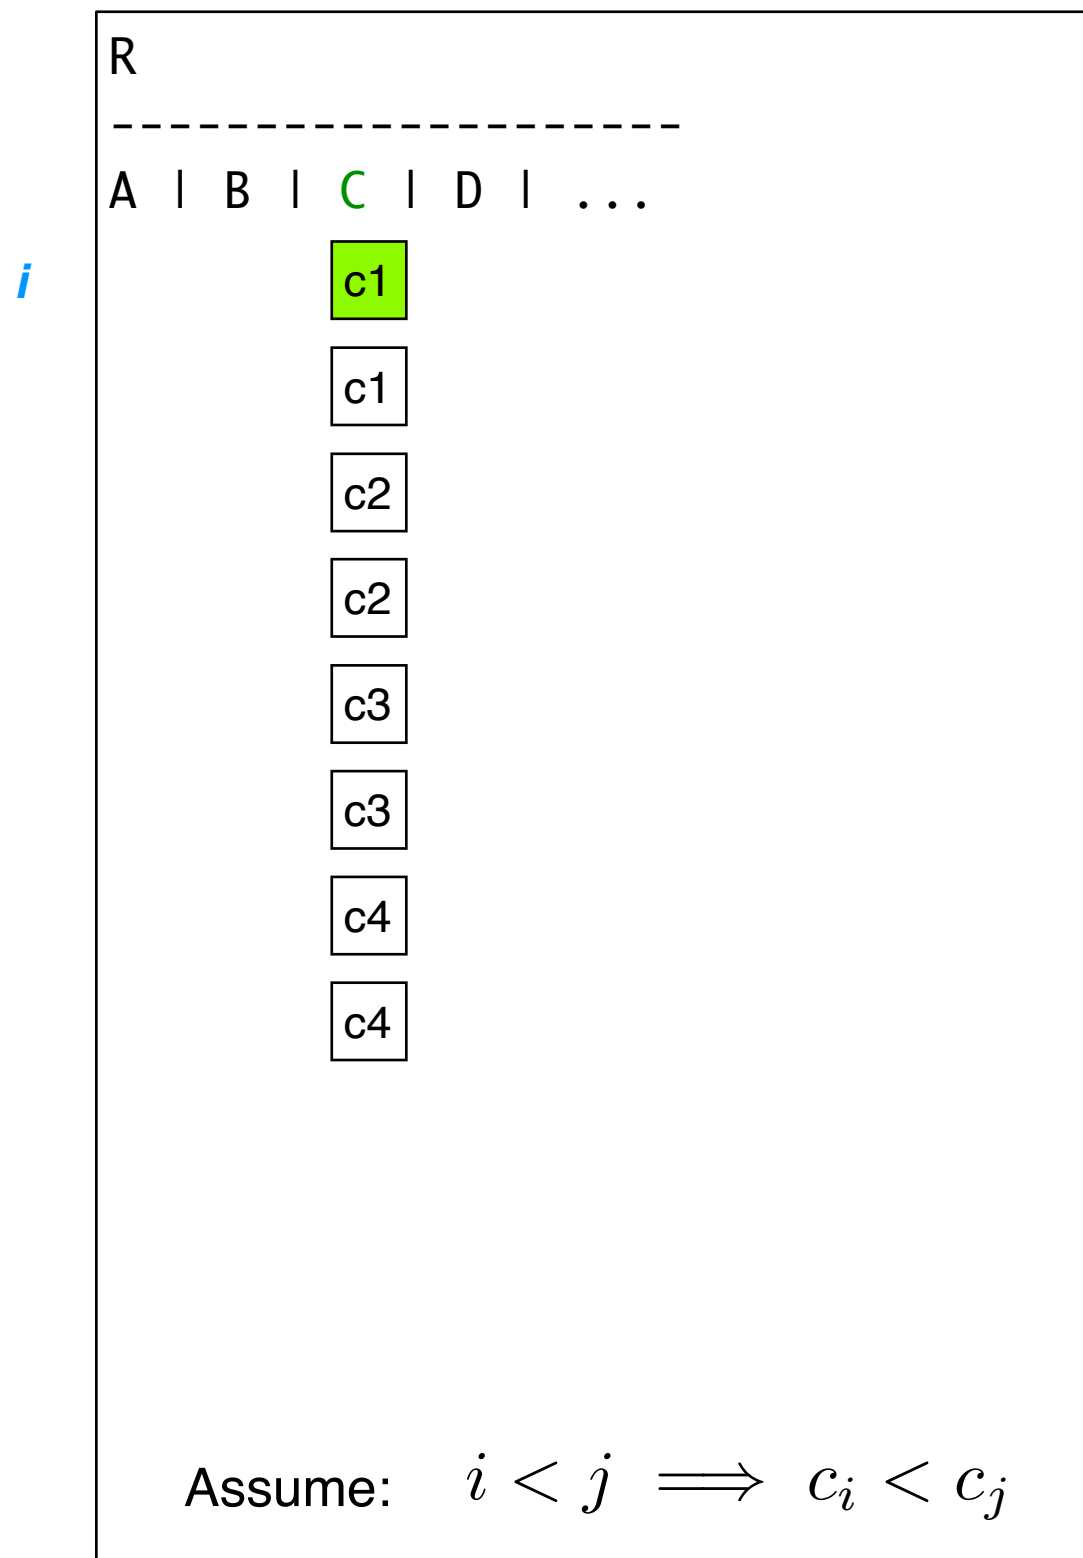 R
--------------------
A | B | C | D | ...
i c1
c1
c2
c2
c3
c3
c4
c4
Assume: i < j ⟹ c_i < c_j